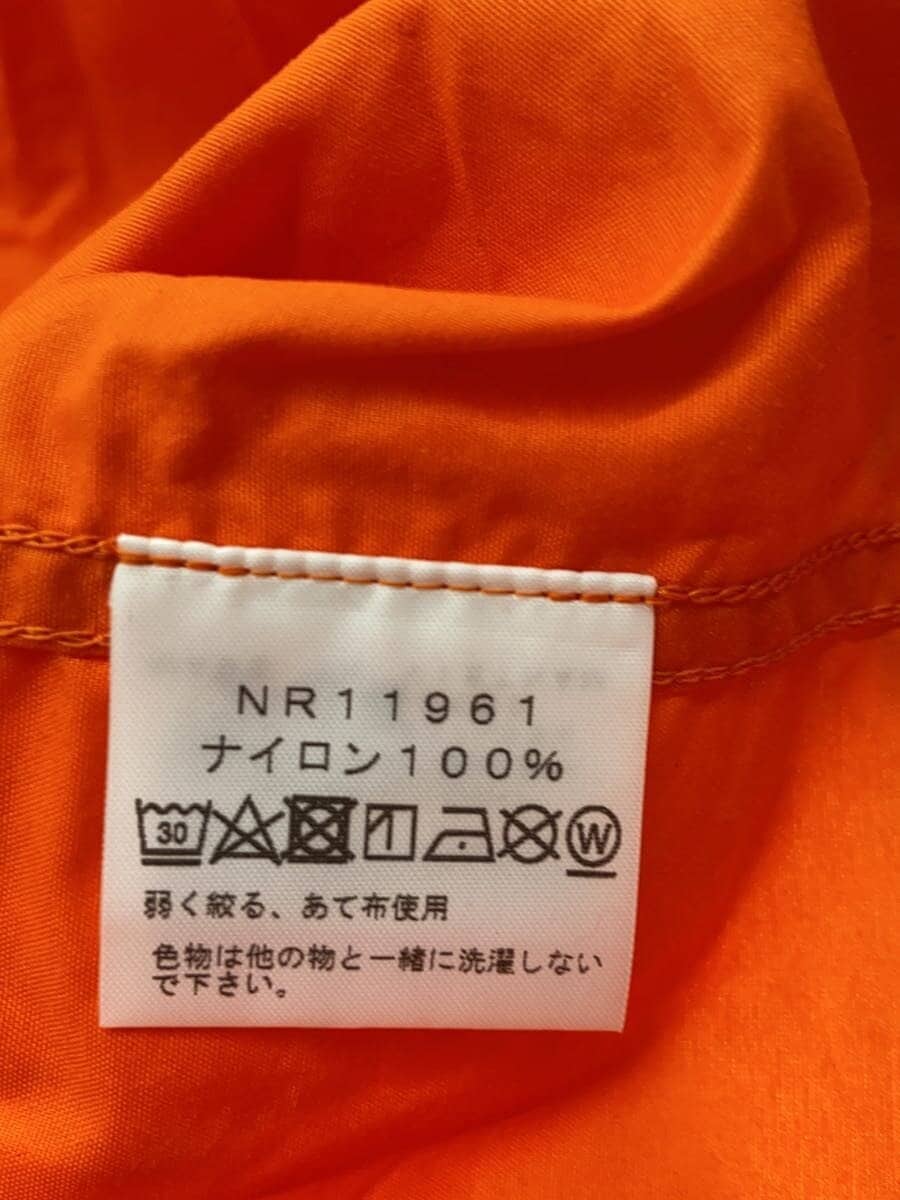 NR11961
ナイロン100%
30 W
弱く絞る、あて布使用
色物は他の物と一緒に洗濯しない
で下さい。